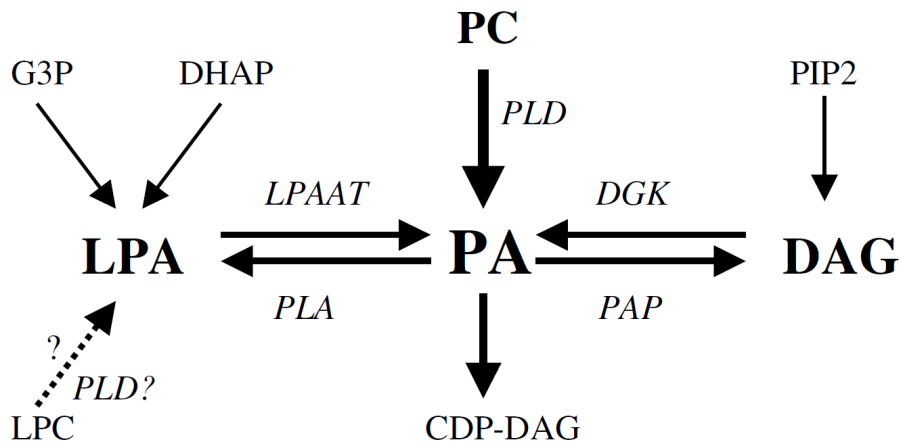 PC
G3P
DHAP
PIP2
PLD
LPAAT
DGK
LPA
PA
DAG
PLA
PAP
?
PLD?
LPC
CDP-DAG